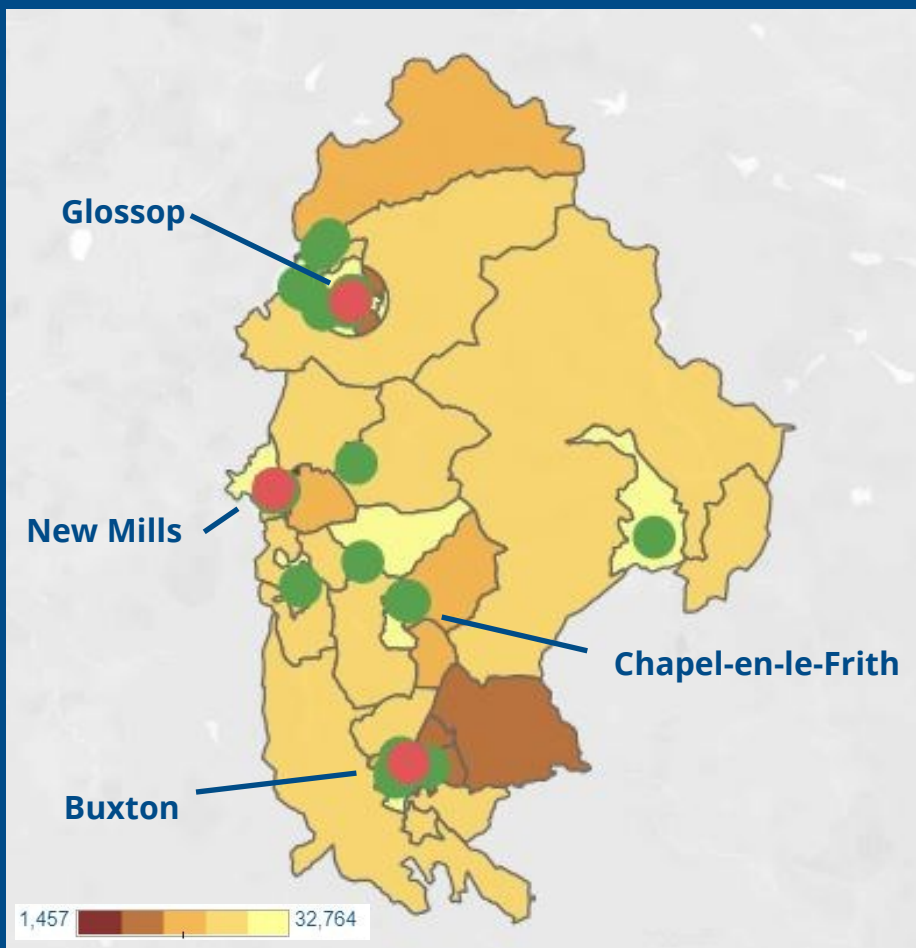 Glossop
New Mills
Chapel-en-le-Frith
Buxton
1,457 32,764